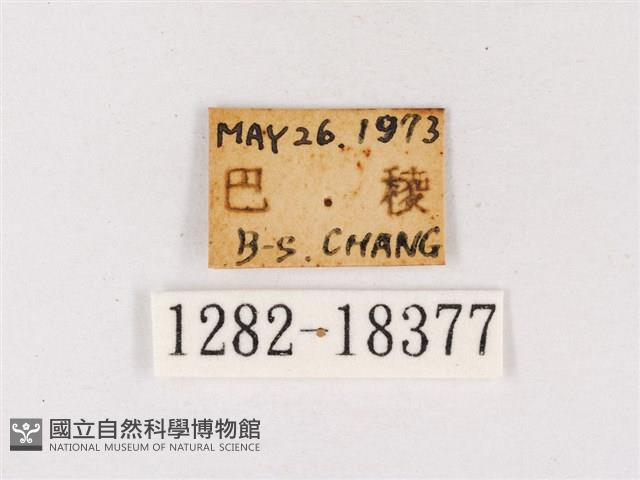 MAY 26. 1973
巴 稜
B-S. CHANG
1282-18377
國立自然科學博物館
NATIONAL MUSEUM OF NATURAL SCIENCE